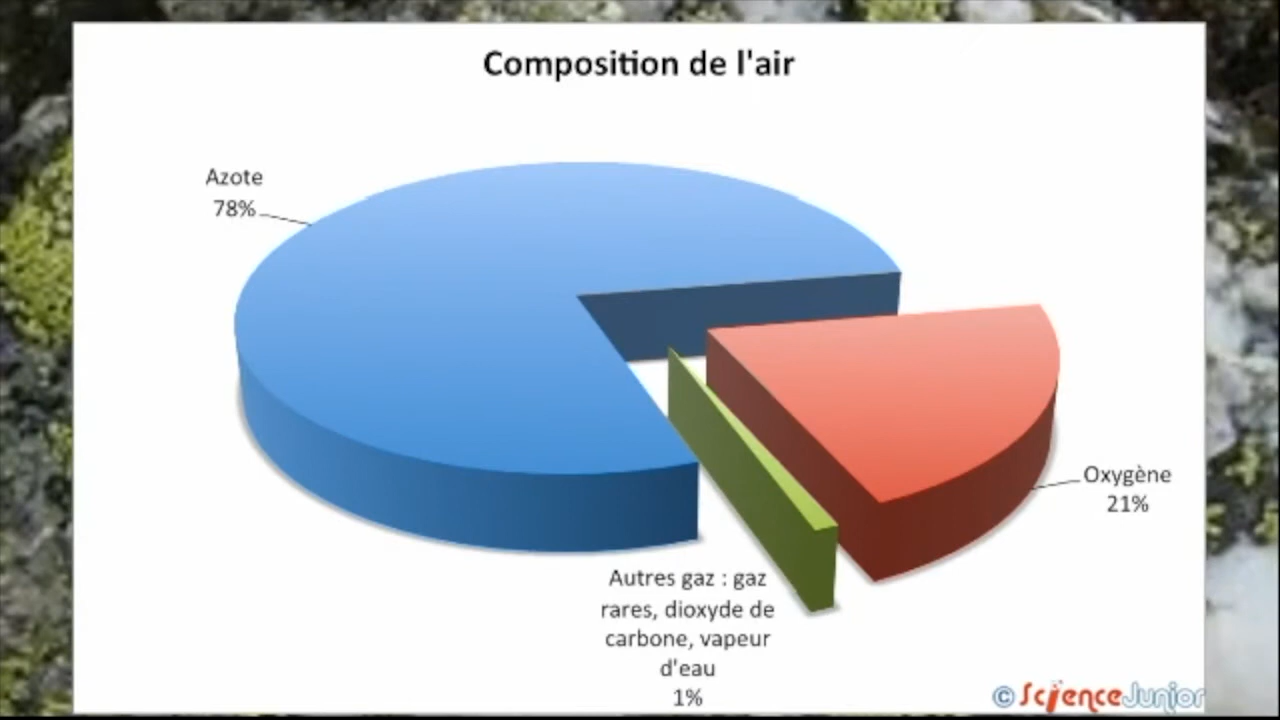 Composition de l'air
Azote
78%
Oxygène
21%
Autres gaz : gaz
rares, dioxyde de
carbone, vapeur
d'eau
1%
© ScienceJunior